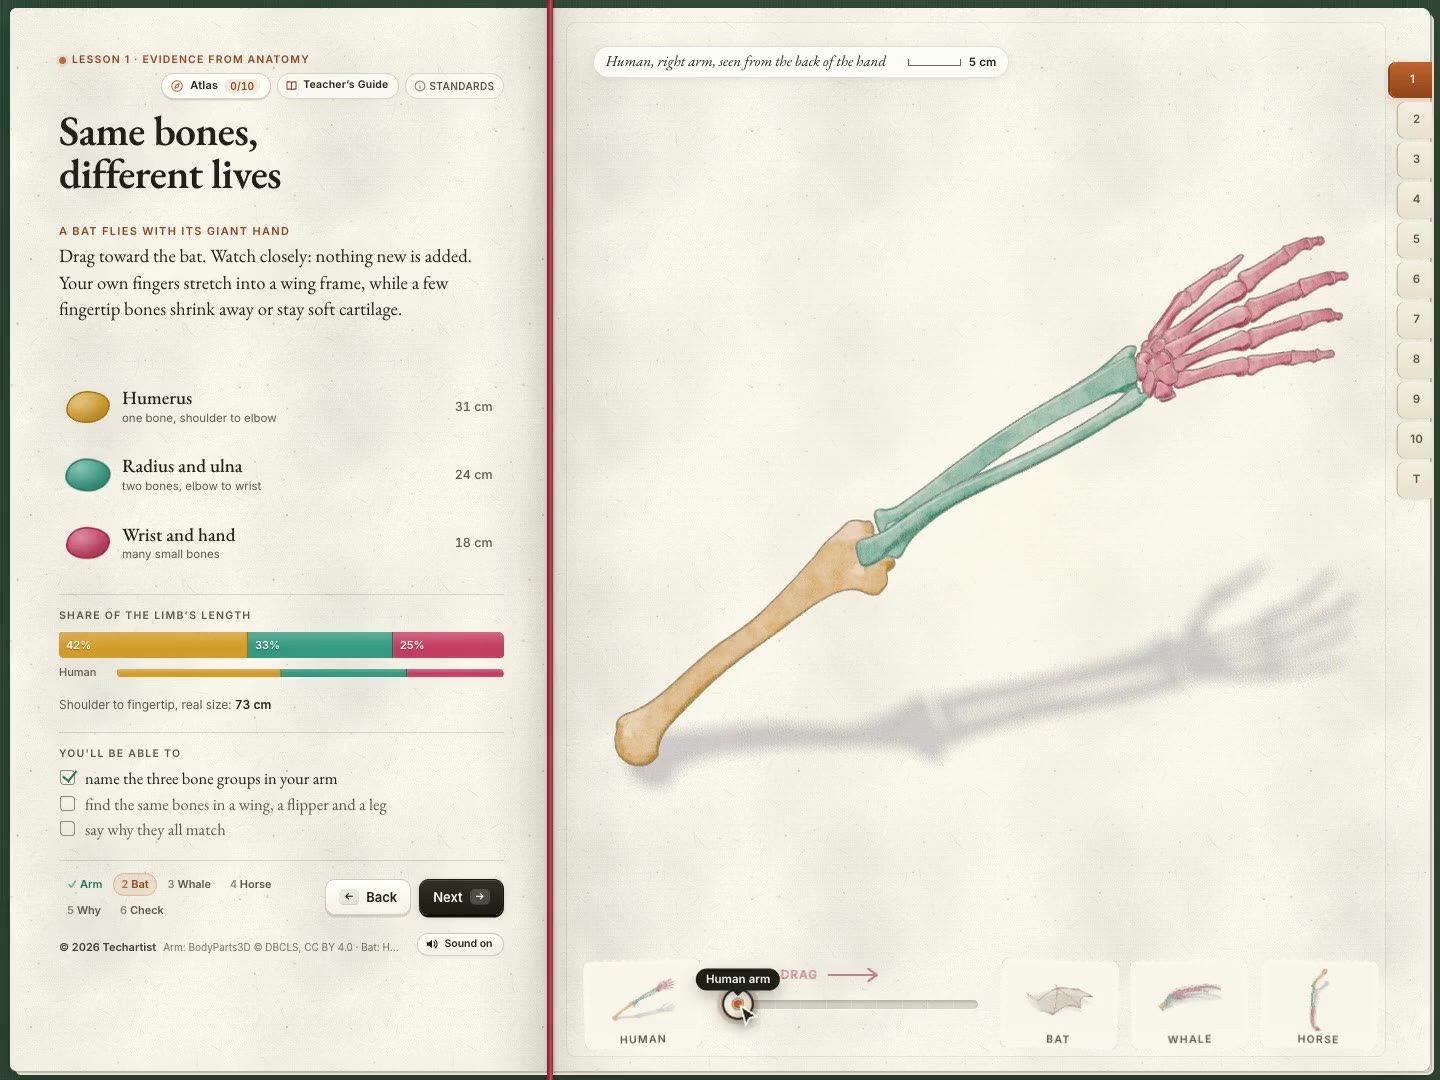 LESSON 1 · EVIDENCE FROM ANATOMY
Atlas 0/10 Teacher's Guide STANDARDS
Same bones,
different lives
A BAT FLIES WITH ITS GIANT HAND
Drag toward the bat. Watch closely: nothing new is added.
Your own fingers stretch into a wing frame, while a few
fingertip bones shrink away or stay soft cartilage.
Humerus
one bone, shoulder to elbow
31 cm
Radius and ulna
two bones, elbow to wrist
24 cm
Wrist and hand
many small bones
18 cm
SHARE OF THE LIMB'S LENGTH
42% 33% 25%
Human
Shoulder to fingertip, real size: 73 cm
YOU'LL BE ABLE TO
name the three bone groups in your arm
find the same bones in a wing, a flipper and a leg
say why they all match
Arm 2 Bat 3 Whale 4 Horse
5 Why 6 Check
Back Next
© 2026 Techartist Arm: BodyParts3D © DBCLS, CC BY 4.0 · Bat: H...
Sound on
Human, right arm, seen from the back of the hand 5 cm
1
2
3
4
5
6
7
8
9
10
T
Human arm
DRAG
HUMAN BAT WHALE HORSE